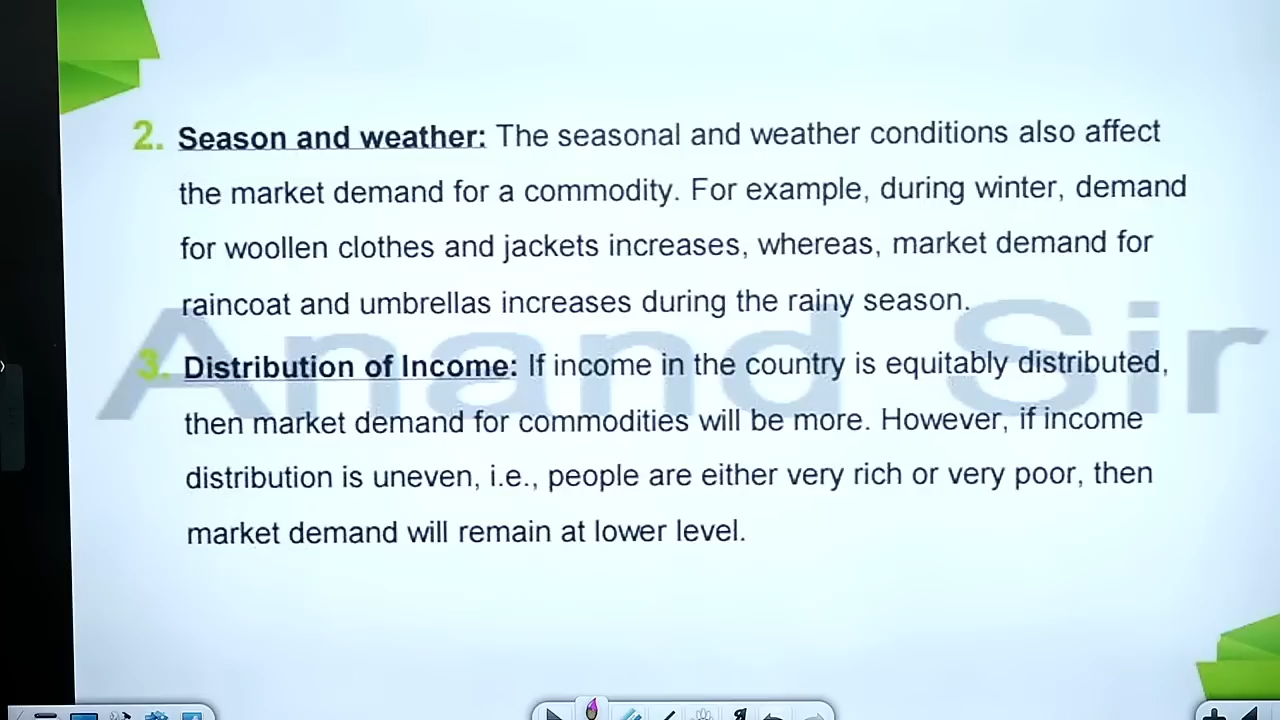 2. Season and weather: The seasonal and weather conditions also affect
the market demand for a commodity. For example, during winter, demand
for woollen clothes and jackets increases, whereas, market demand for
raincoat and umbrellas increases during the rainy season.
3. Distribution of Income: If income in the country is equitably distributed,
then market demand for commodities will be more. However, if income
distribution is uneven, i.e., people are either very rich or very poor, then
market demand will remain at lower level.
Anand Sir